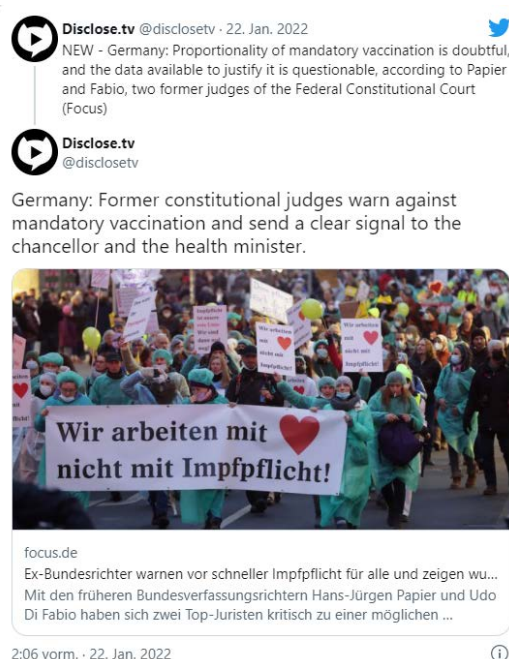 Disclose.tv @disclosetv · 22. Jan. 2022
NEW - Germany: Proportionality of mandatory vaccination is doubtful,
and the data available to justify it is questionable, according to Papier
and Fabio, two former judges of the Federal Constitutional Court
(Focus)
Disclose.tv
@disclosetv
Germany: Former constitutional judges warn against
mandatory vaccination and send a clear signal to the
chancellor and the health minister.
Wir arbeiten mit
nicht mit Impfpflicht!
focus.de
Ex-Bundesrichter warnen vor schneller Impfpflicht für alle und zeigen wu...
Mit den früheren Bundesverfassungsrichtern Hans-Jürgen Papier und Udo
Di Fabio haben sich zwei Top-Juristen kritisch zu einer möglichen ...
2:06 vorm. · 22. Jan. 2022